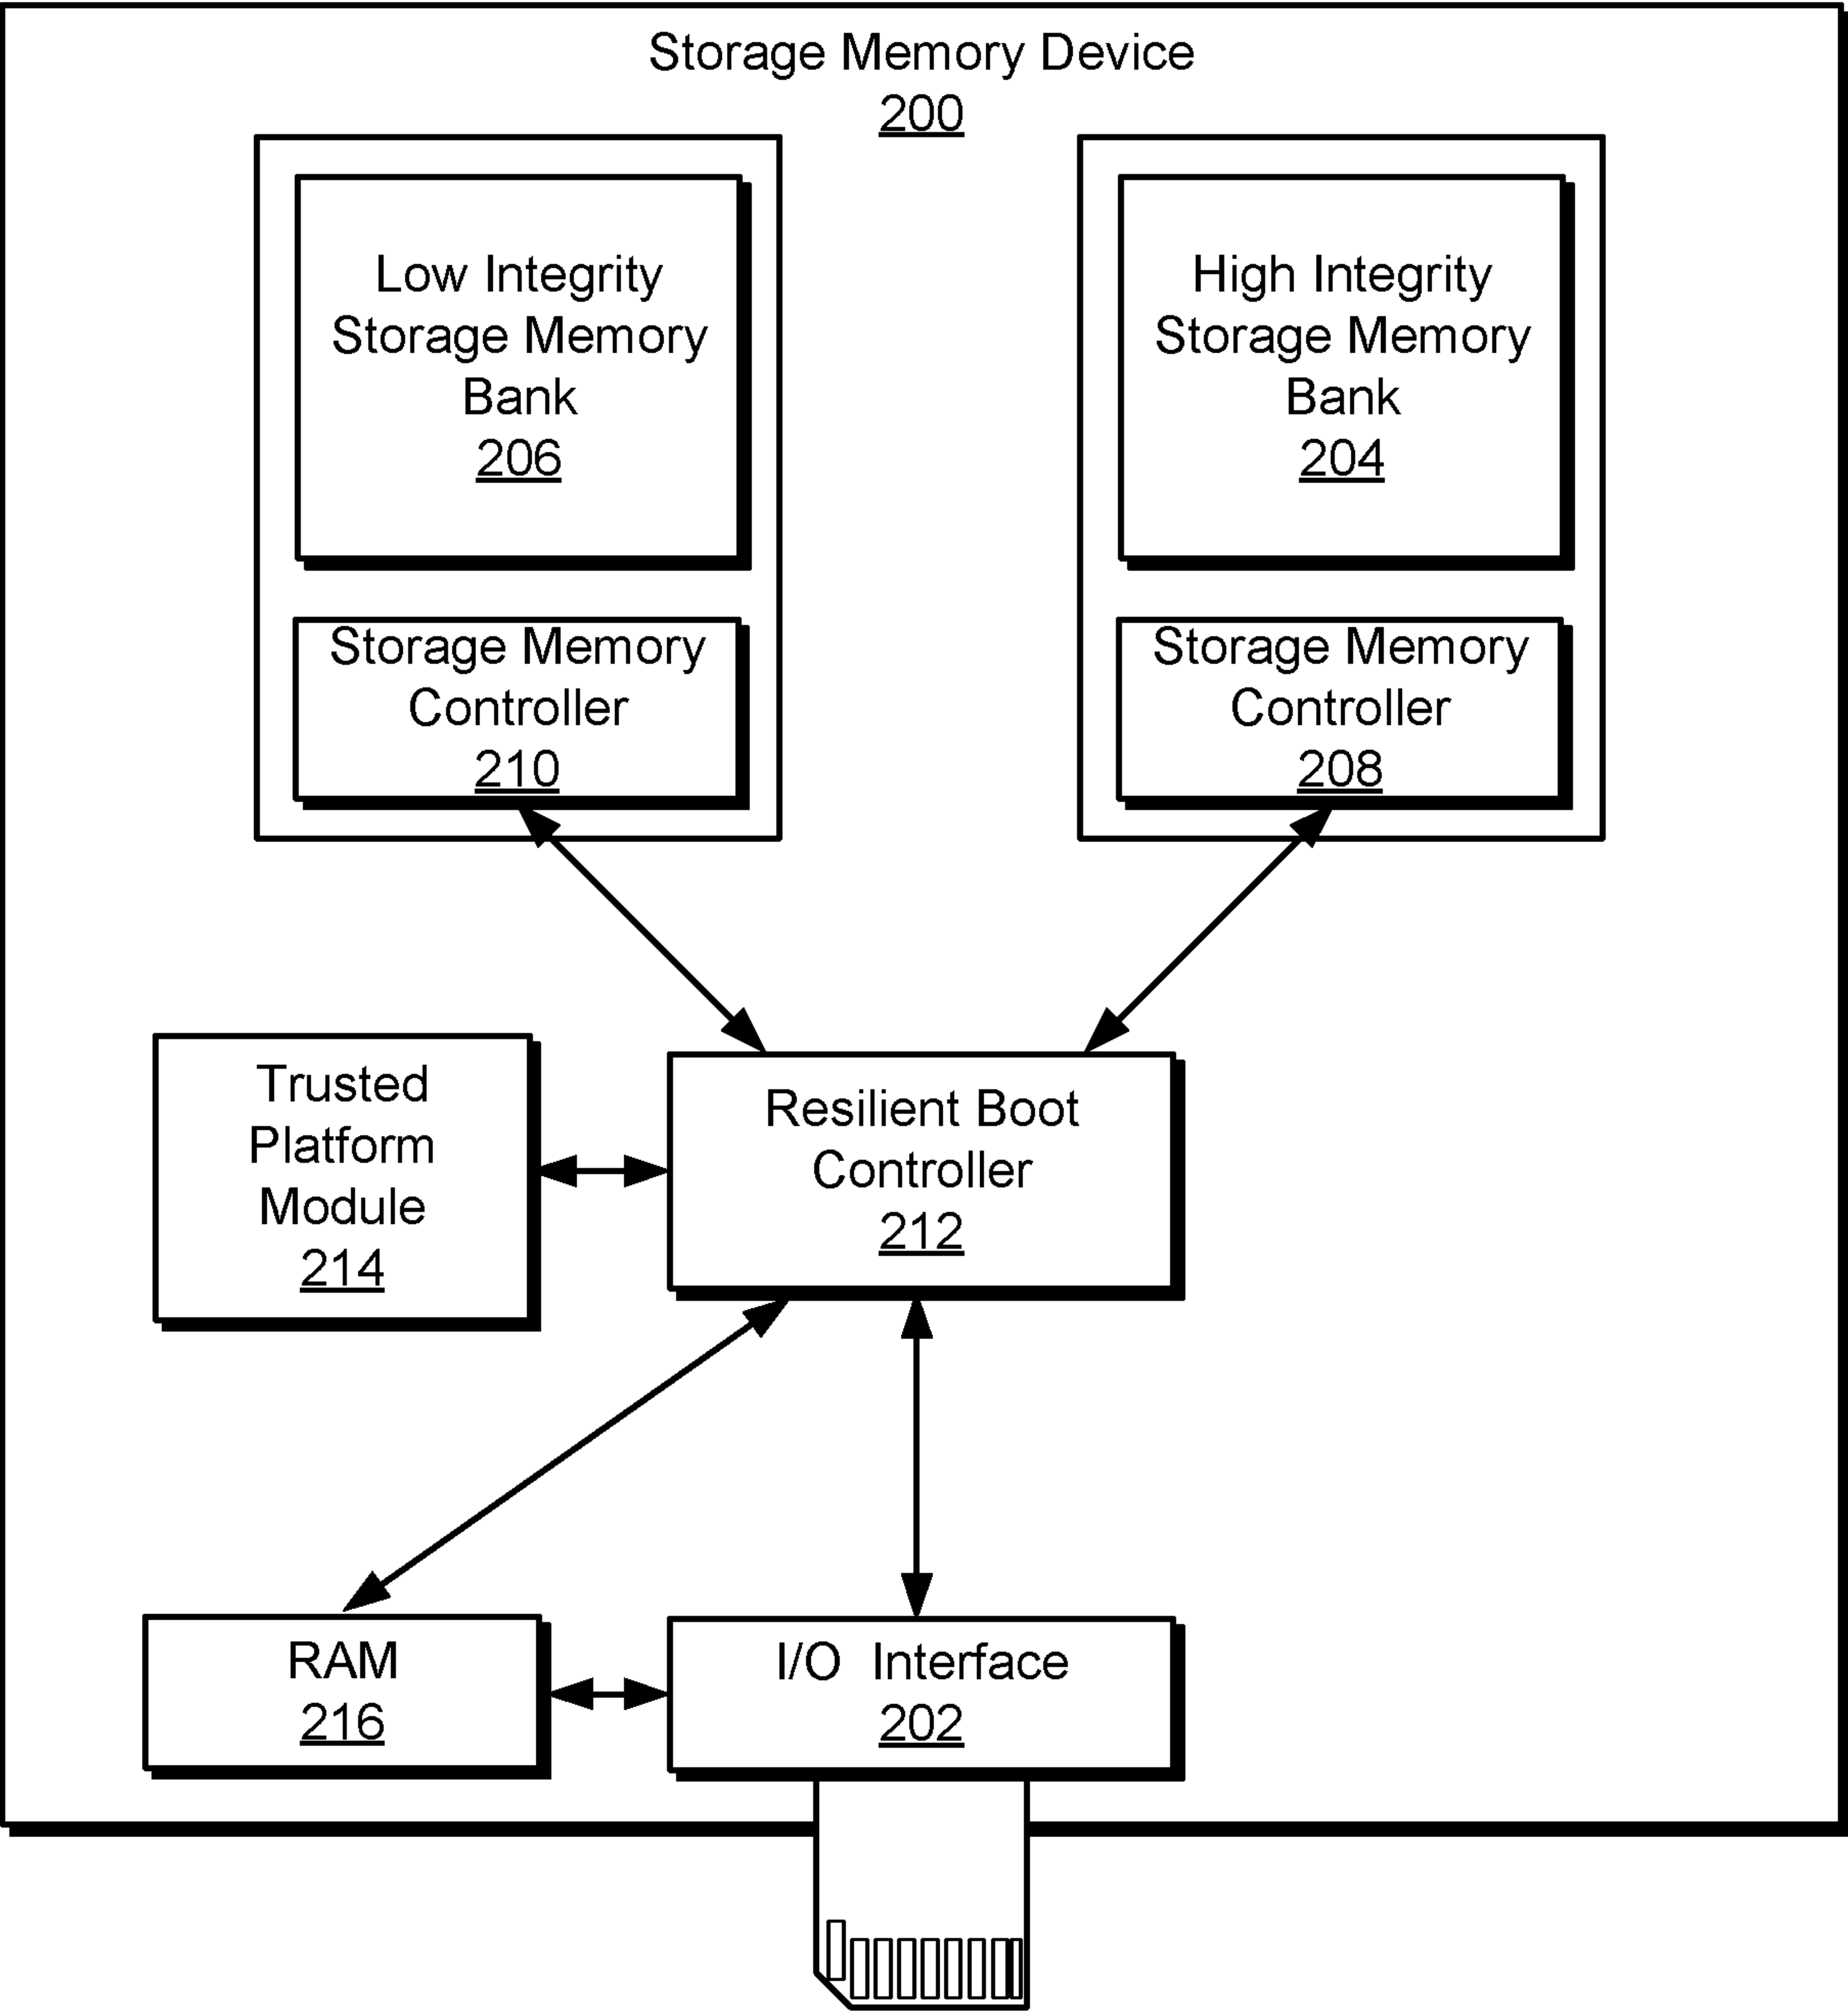 Storage Memory Device
200
Low Integrity
Storage Memory
Bank
206
Storage Memory
Controller
210
High Integrity
Storage Memory
Bank
204
Storage Memory
Controller
208
Trusted
Platform
Module
214
Resilient Boot
Controller
212
RAM
216
I/O Interface
202